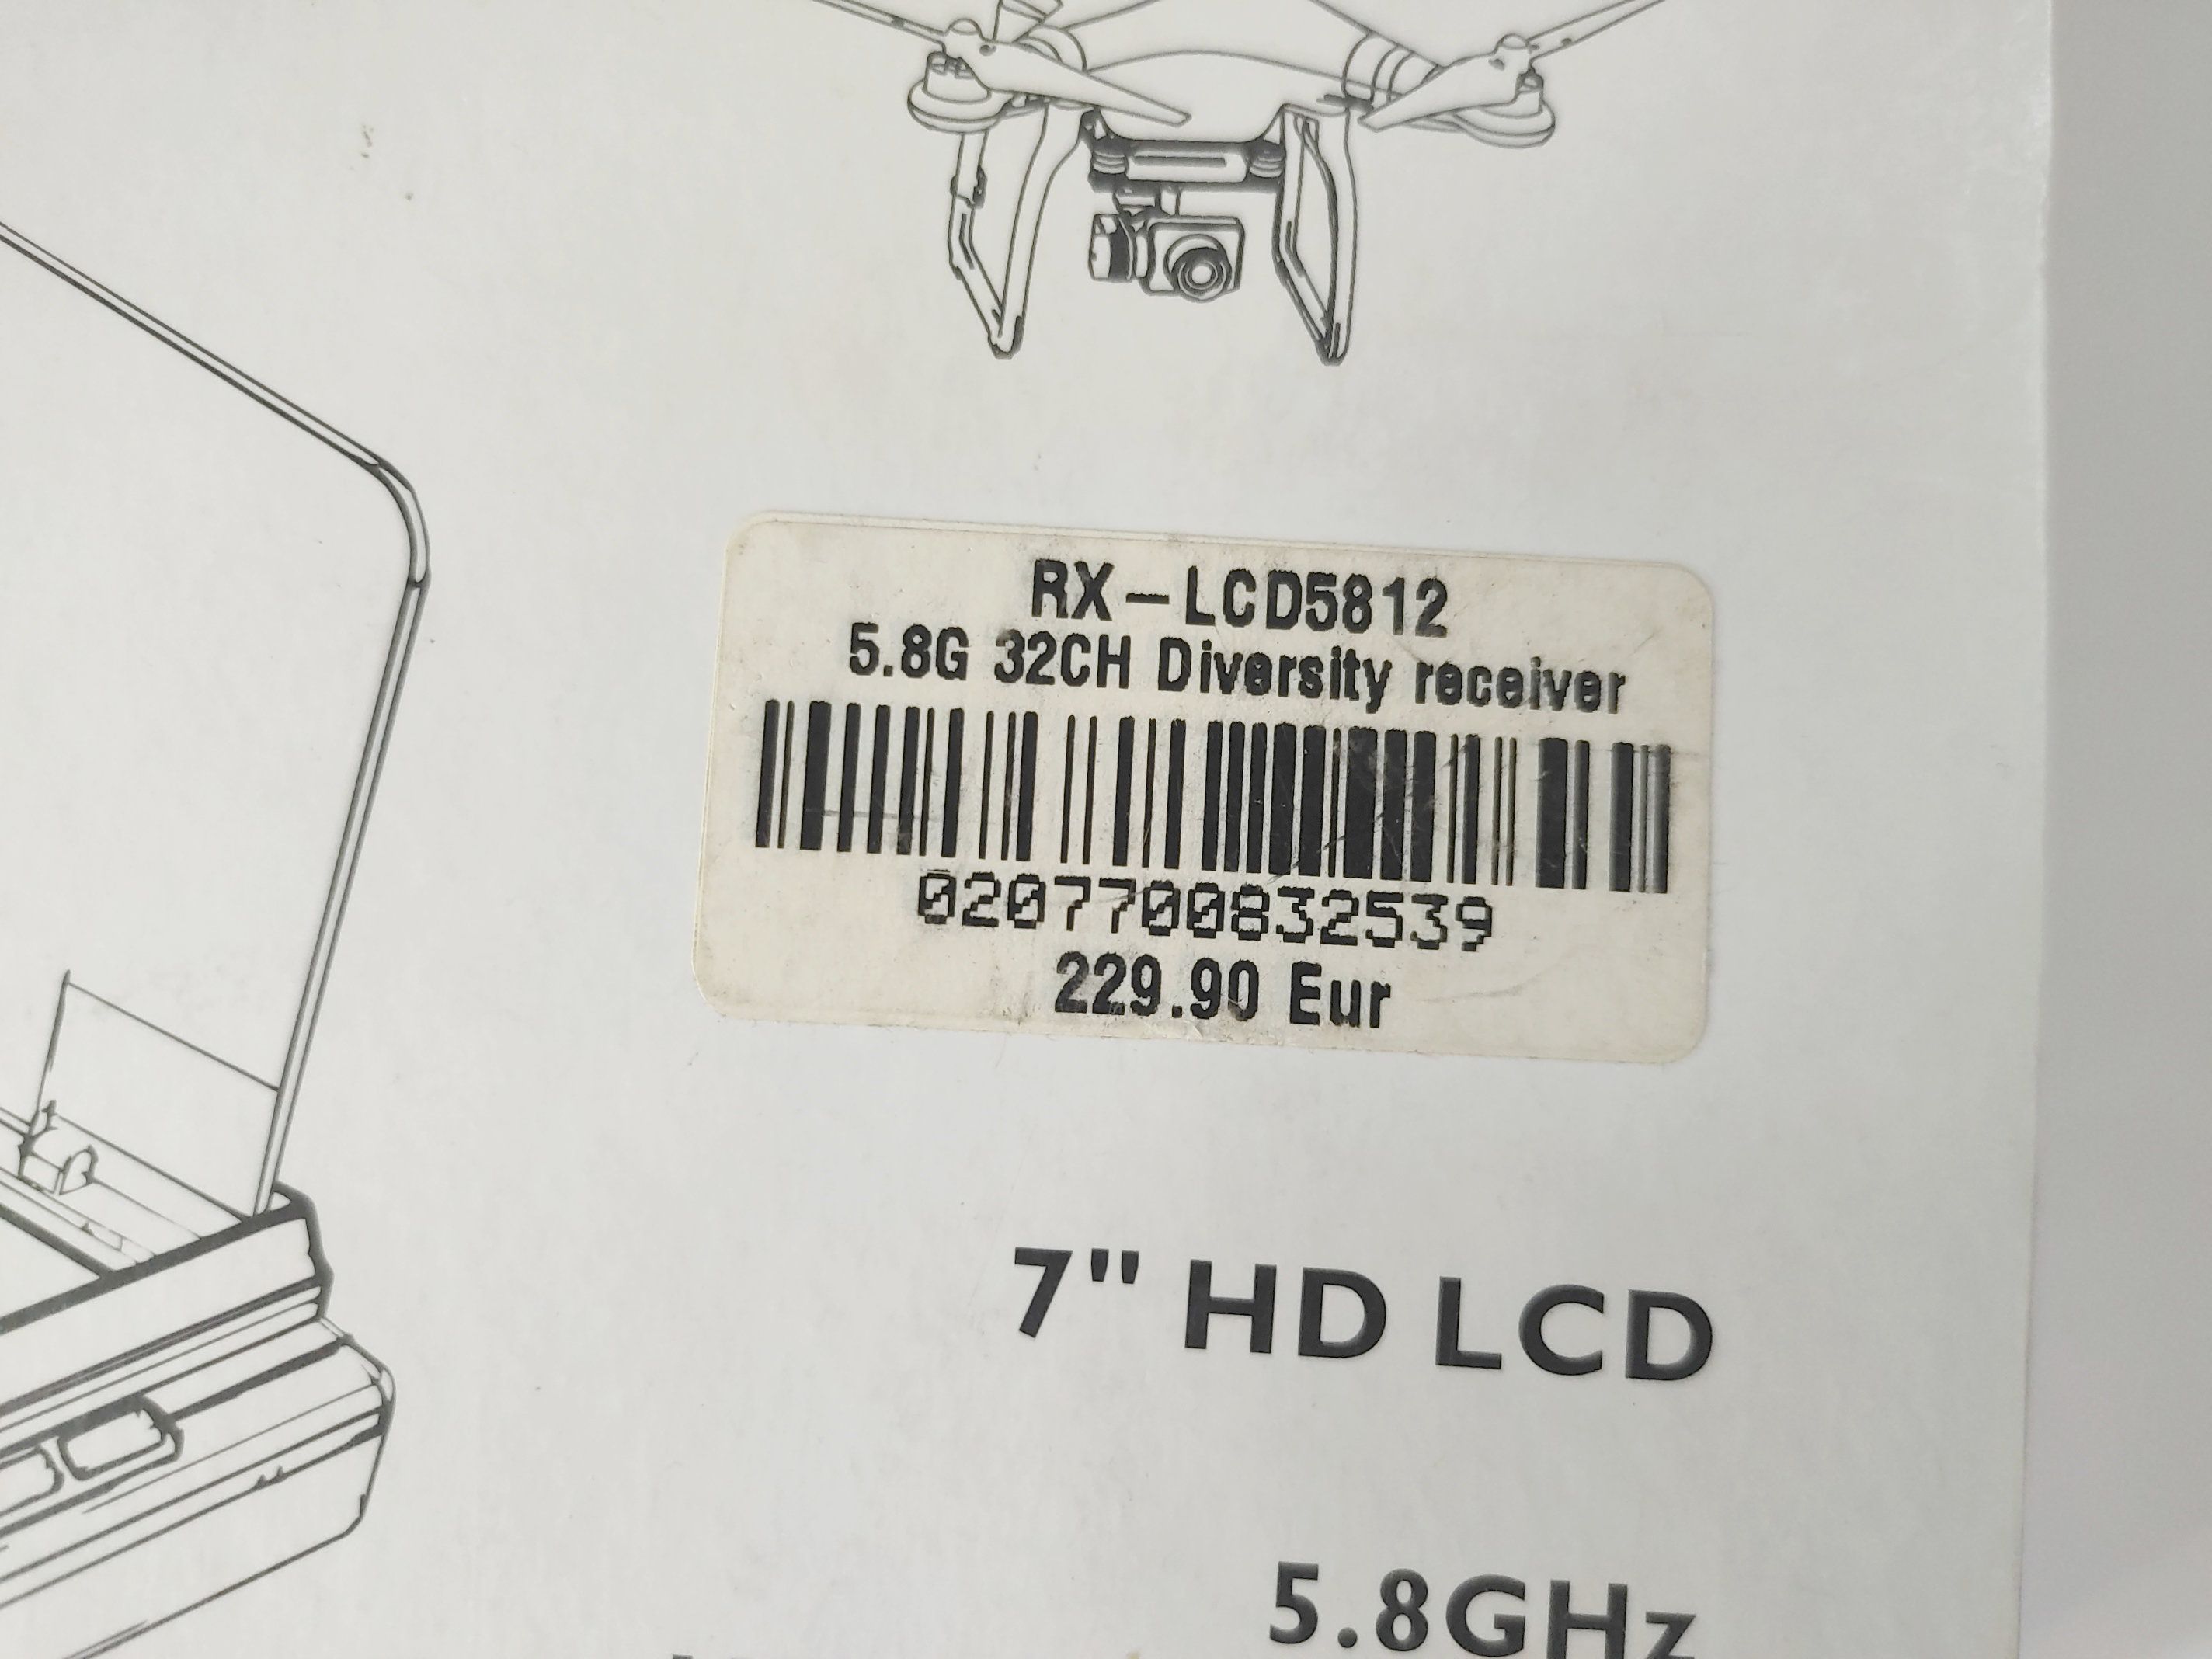 RX-LCD5812
5.8G 32CH Diversity receiver
0207700832539
229.90 Eur
7" HD LCD
5.8GHz